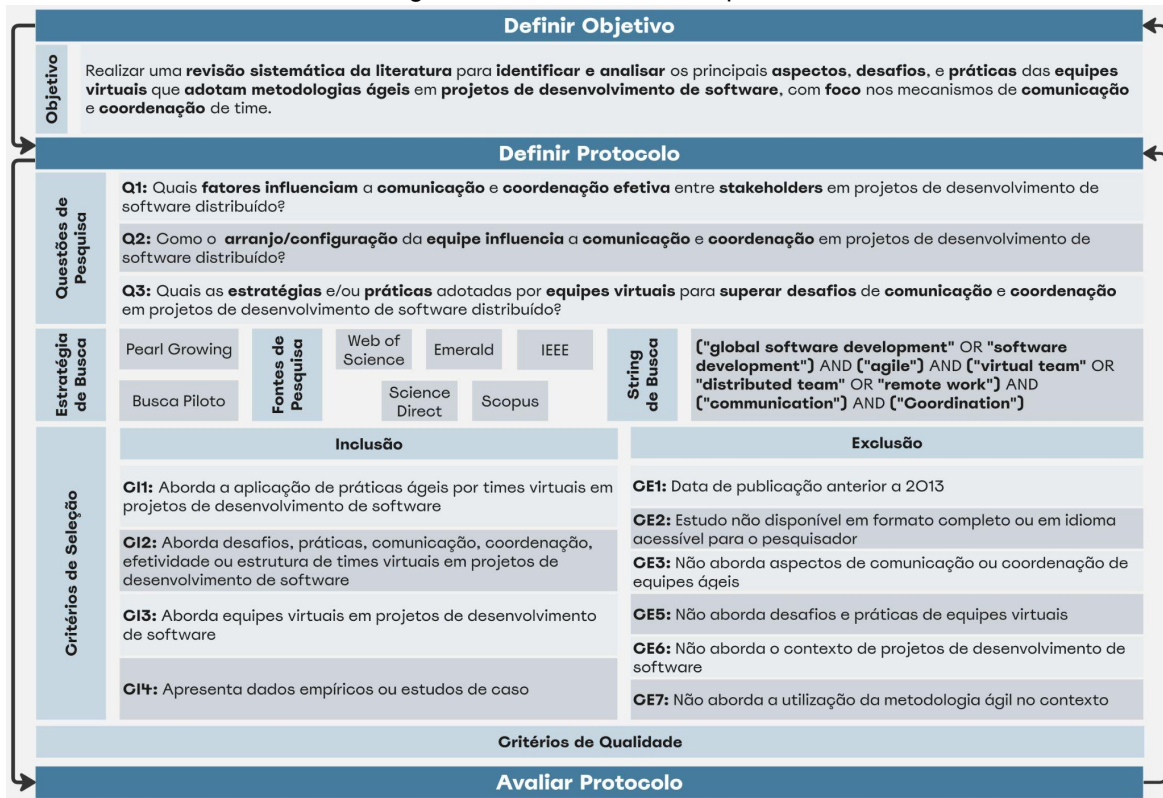 Definir Objetivo
Objetivo
Realizar uma revisão sistemática da literatura para identificar e analisar os principais aspectos, desafios, e práticas das equipes
virtuais que adotam metodologias ágeis em projetos de desenvolvimento de software, com foco nos mecanismos de comunicação
e coordenação de time.
Definir Protocolo
Questões de
Pesquisa
Q1: Quais fatores influenciam a comunicação e coordenação efetiva entre stakeholders em projetos de desenvolvimento de
software distribuído?
Q2: Como o arranjo/configuração da equipe influencia a comunicação e coordenação em projetos de desenvolvimento de
software distribuído?
Q3: Quais as estratégias e/ou práticas adotadas por equipes virtuais para superar desafios de comunicação e coordenação
em projetos de desenvolvimento de software distribuído?
Estratégia
de Busca
Pearl Growing
Busca Piloto
Fontes de
Pesquisa
Web of
Science
Emerald
IEEE
Science
Direct
Scopus
String
de Busca
("global software development" OR "software
development") AND ("agile") AND ("virtual team" OR
"distributed team" OR "remote work") AND
("communication") AND ("Coordination")
Critérios de Seleção
Inclusão
CI1: Aborda a aplicação de práticas ágeis por times virtuais em
projetos de desenvolvimento de software
CI2: Aborda desafios, práticas, comunicação, coordenação,
efetividade ou estrutura de times virtuais em projetos de
desenvolvimento de software
CI3: Aborda equipes virtuais em projetos de desenvolvimento
de software
CI4: Apresenta dados empíricos ou estudos de caso
Exclusão
CE1: Data de publicação anterior a 2013
CE2: Estudo não disponível em formato completo ou em idioma
acessível para o pesquisador
CE3: Não aborda aspectos de comunicação ou coordenação de
equipes ágeis
CE5: Não aborda desafios e práticas de equipes virtuais
CE6: Não aborda o contexto de projetos de desenvolvimento de
software
CE7: Não aborda a utilização da metodologia ágil no contexto
Critérios de Qualidade
Avaliar Protocolo